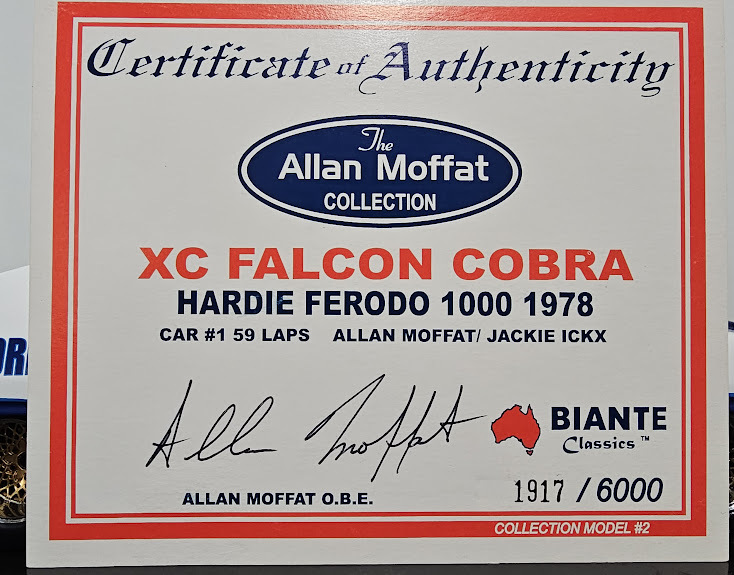 Certificate of Authenticity
The
Allan Moffat
COLLECTION
XC FALCON COBRA
HARDIE FERODO 1000 1978
CAR #1 59 LAPS ALLAN MOFFAT/ JACKIE ICKX
Allan Moffat
BIANTE
Classics™
ALLAN MOFFAT O.B.E.
1917 / 6000
COLLECTION MODEL #2